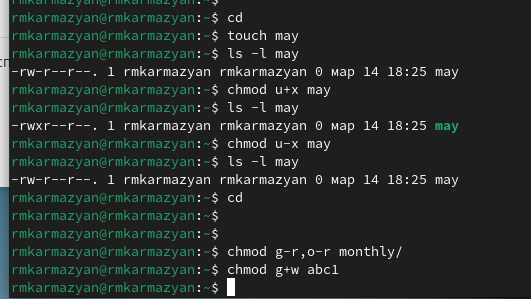 rmkarmazyan@rmkarmazyan:~$
rmkarmazyan@rmkarmazyan:~$ cd
rmkarmazyan@rmkarmazyan:~$ touch may
rmkarmazyan@rmkarmazyan:~$ ls -l may
-rw-r--r--. 1 rmkarmazyan rmkarmazyan 0 мар 14 18:25 may
rmkarmazyan@rmkarmazyan:~$ chmod u+x may
rmkarmazyan@rmkarmazyan:~$ ls -l may
-rwxr--r--. 1 rmkarmazyan rmkarmazyan 0 мар 14 18:25 may
rmkarmazyan@rmkarmazyan:~$ chmod u-x may
rmkarmazyan@rmkarmazyan:~$ ls -l may
-rw-r--r--. 1 rmkarmazyan rmkarmazyan 0 мар 14 18:25 may
rmkarmazyan@rmkarmazyan:~$ cd
rmkarmazyan@rmkarmazyan:~$
rmkarmazyan@rmkarmazyan:~$
rmkarmazyan@rmkarmazyan:~$ chmod g-r,o-r monthly/
rmkarmazyan@rmkarmazyan:~$ chmod g+w abc1
rmkarmazyan@rmkarmazyan:~$